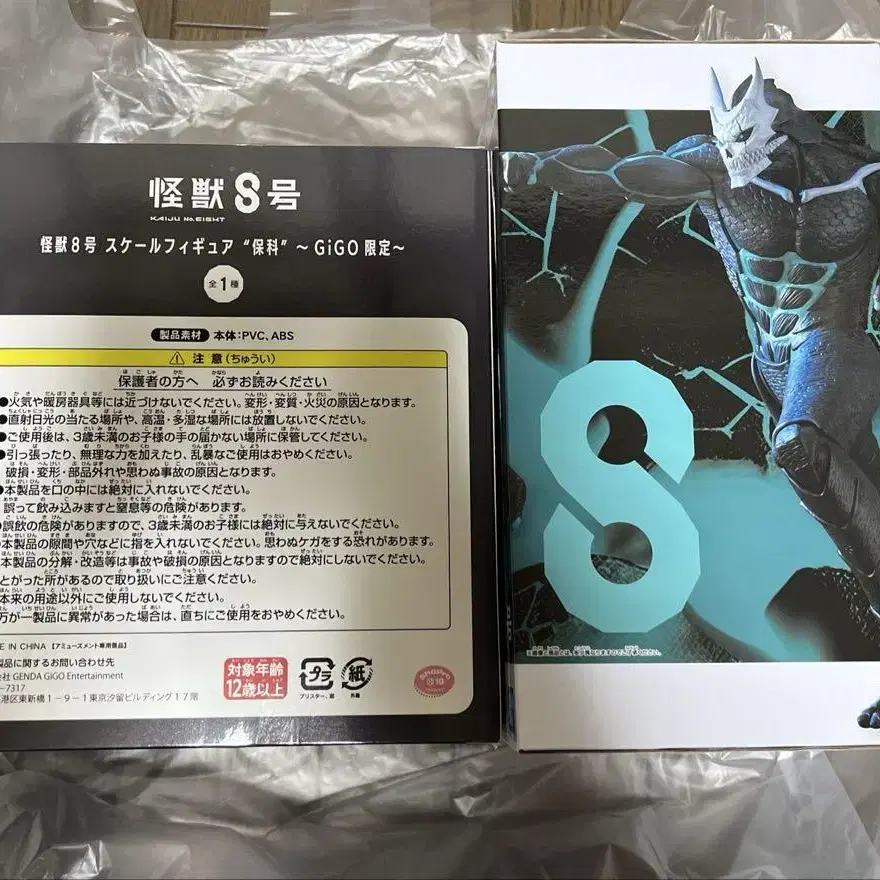 怪獣8号
KAIJU No.EIGHT
怪獣8号 スケールフィギュア “保科” ～GiGO限定～
全1種
製品素材 本体:PVC、ABS
注意(ちゅうい)
保護者の方へ 必ずお読みください
●火気や暖房器具等には近づけないでください。変形・変質・火災の原因となります。
●直射日光の当たる場所や、高温・多湿な場所には放置しないでください。
●ご使用後は、3歳未満のお子様の手の届かない場所に保管してください。
●引っ張ったり、無理な力を加えたり、乱暴なご使用はおやめください。
破損・変形・部品外れや思わぬ事故の原因となります。
●本製品を口の中には絶対に入れないでください。
誤って飲み込みますと窒息等の危険があります。
誤飲の危険がありますので、3歳未満のお子様には絶対に与えないでください。
本製品の隙間や穴などに指を入れないでください。思わぬケガをする恐れがあります。
本製品の分解・改造等は事故や破損の原因となりますので絶対にしないでください。
とがった所があるので取り扱いにご注意ください。
本来の用途以外にご使用しないでください。
万が一製品に異常があった場合は、直ちにご使用をおやめください。
E IN CHINA 【アミューズメント専用景品】
製品に関するお問い合わせ先
会社 GENDA GiGO Entertainment
-7317
港区東新橋1-9-1東京汐留ビルディング17階
対象年齢
12歳以上
プラ
ブリスター、袋
紙
外箱
ShoPro
8